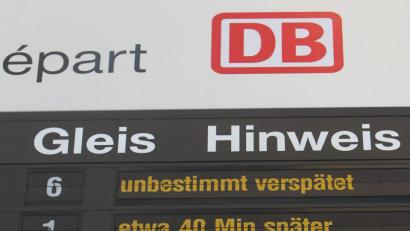 épart DB
Gleis Hinweis
6 unbestimmt verspätet
1 etwa 40 Min später